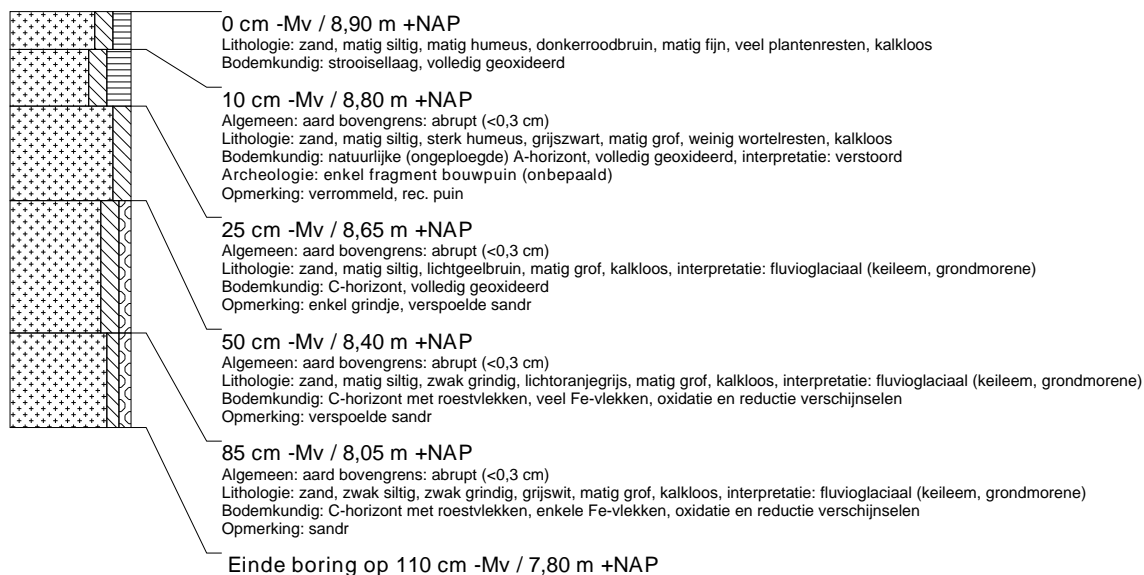 0 cm -Mv / 8,90 m +NAP
Lithologie: zand, matig siltig, matig humeus, donkerroodbruin, matig fijn, veel plantenresten, kalkloos
Bodemkundig: strooisellaag, volledig geoxideerd
10 cm -Mv / 8,80 m +NAP
Algemeen: aard bovengrens: abrupt (<0,3 cm)
Lithologie: zand, matig siltig, sterk humeus, grijszwart, matig grof, weinig wortelresten, kalkloos
Bodemkundig: natuurlijke (ongeploegde) A-horizont, volledig geoxideerd, interpretatie: verstoord
Archeologie: enkel fragment bouwpuin (onbepaald)
Opmerking: verrommeld, rec. puin
25 cm -Mv / 8,65 m +NAP
Algemeen: aard bovengrens: abrupt (<0,3 cm)
Lithologie: zand, matig siltig, lichtgeelbruin, matig grof, kalkloos, interpretatie: fluvioglaciaal (keileem, grondmorene)
Bodemkundig: C-horizont, volledig geoxideerd
Opmerking: enkel grindje, verspoelde sandr
50 cm -Mv / 8,40 m +NAP
Algemeen: aard bovengrens: abrupt (<0,3 cm)
Lithologie: zand, matig siltig, zwak grindig, lichtoranjegrijs, matig grof, kalkloos, interpretatie: fluvioglaciaal (keileem, grondmorene)
Bodemkundig: C-horizont met roestvlekken, veel Fe-vlekken, oxidatie en reductie verschijnselen
Opmerking: verspoelde sandr
85 cm -Mv / 8,05 m +NAP
Algemeen: aard bovengrens: abrupt (<0,3 cm)
Lithologie: zand, zwak siltig, zwak grindig, grijswit, matig grof, kalkloos, interpretatie: fluvioglaciaal (keileem, grondmorene)
Bodemkundig: C-horizont met roestvlekken, enkele Fe-vlekken, oxidatie en reductie verschijnselen
Opmerking: sandr
Einde boring op 110 cm -Mv / 7,80 m +NAP